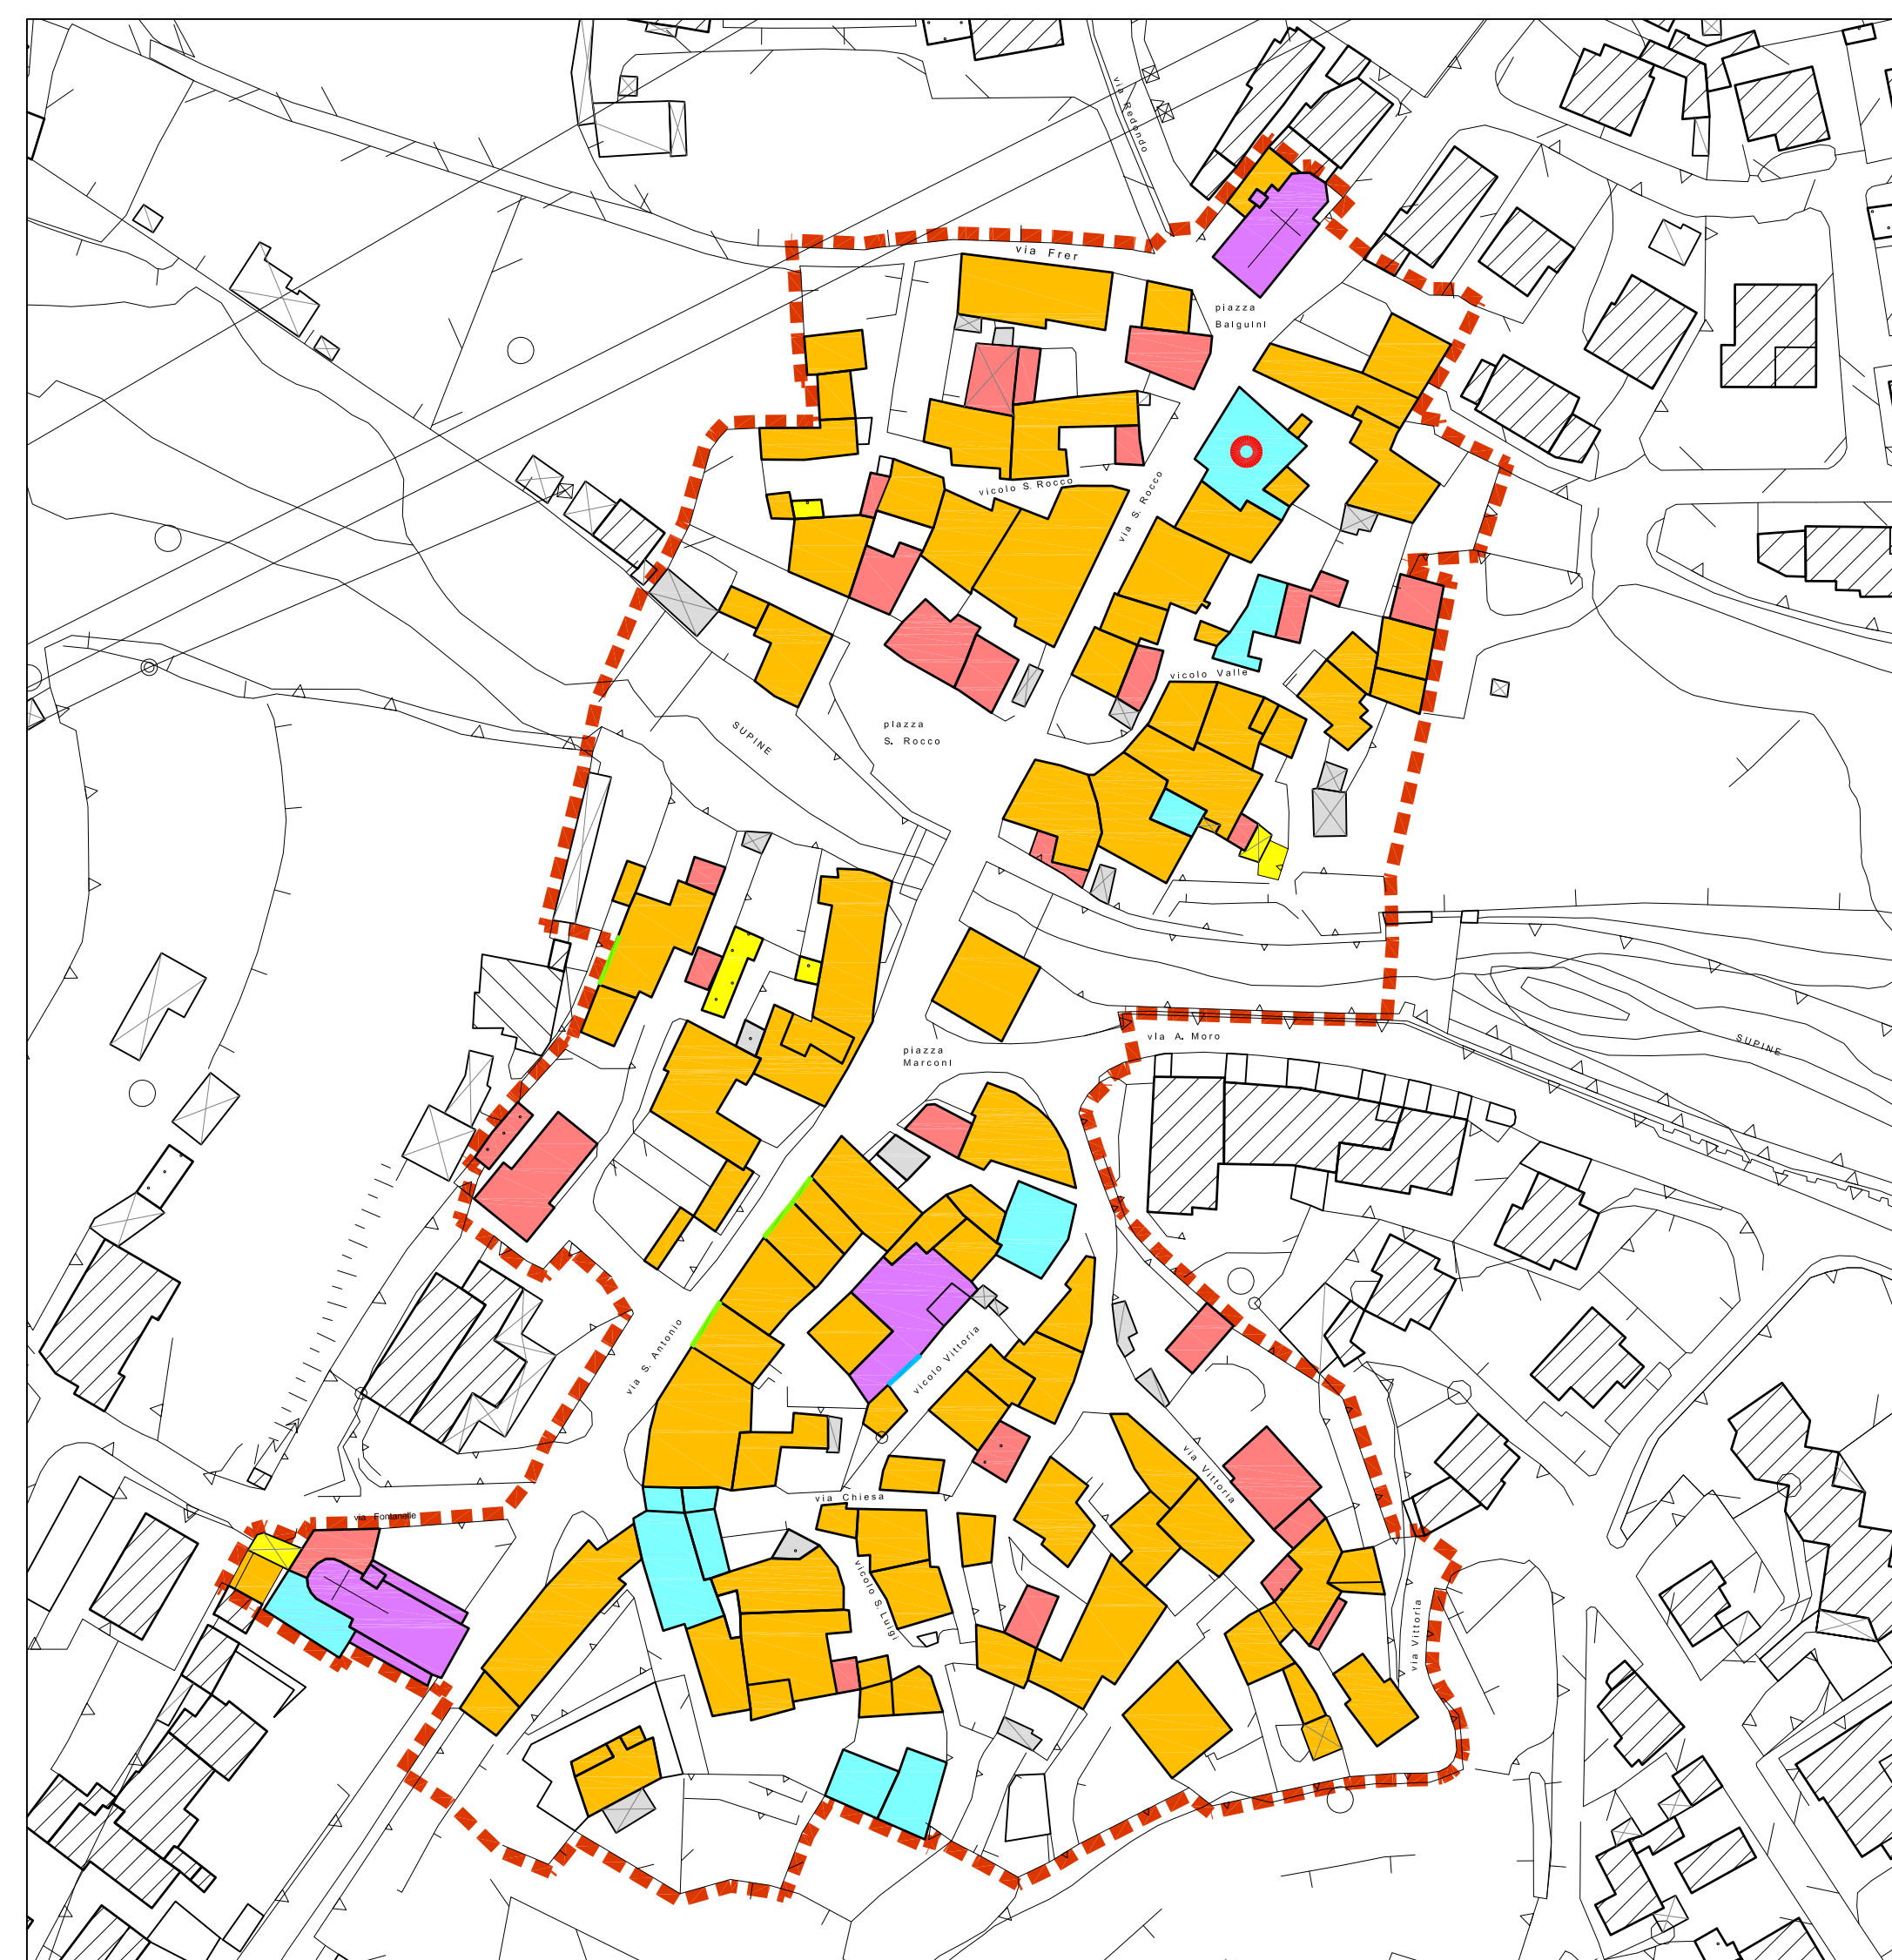 via Redondo
via Frer
piazza
BalguInI
vicolo S. Rocco
via S. Rocco
vicolo Valle
pIazza
S. Rocco
SUPINE
vIa A. Moro
SUPINE
piazza
MarconI
via S. Antonio
vicolo Vittoria
via Vittoria
via Chiesa
via Fontanelle
vicolo S. Luigi
via Vittoria